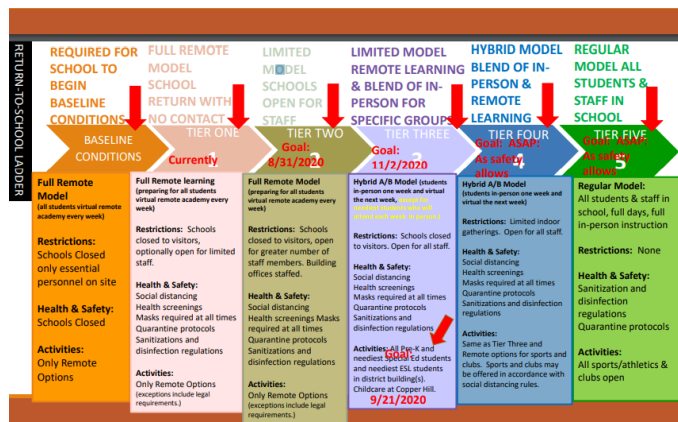 RETURN-TO-SCHOOL LADDER
REQUIRED FOR
SCHOOL TO
BEGIN
BASELINE
CONDITIONS
FULL REMOTE
MODEL
SCHOOL
RETURN WITH
NO CONTACT
LIMITED
MODEL
SCHOOLS
OPEN FOR
STAFF
LIMITED MODEL
REMOTE LEARNING
& BLEND OF IN-
PERSON FOR
SPECIFIC GROUPS
HYBRID MODEL
BLEND OF IN-
PERSON &
REMOTE
LEARNING
REGULAR
MODEL ALL
STUDENTS &
STAFF IN
SCHOOL
BASELINE
CONDITIONS
TIER ONE
1
Currently
TIER TWO
2
Goal:
8/31/2020
TIER THREE
3
Goal:
11/2/2020
TIER FOUR
4
Goal: ASAP:
As safety
allows
TIER FIVE
5
Goal: ASAP:
As safety
allows
Full Remote
Model
(all students virtual remote
academy every week)
Restrictions:
Schools Closed
only essential
personnel on site
Health & Safety:
Schools Closed
Activities:
Only Remote
Options
Full Remote learning
(preparing for all students
virtual remote academy every
week)
Restrictions: Schools
closed to visitors,
optionally open for limited
staff.
Health & Safety:
Social distancing
Health screenings
Masks required at all times
Quarantine protocols
Sanitizations and
disinfection regulations
Activities:
Only Remote Options
(exceptions include legal
requirements.)
Full Remote Model
(preparing for all students
virtual remote academy every
week)
Restrictions: Schools
closed to visitors, open
for greater number of
staff members. Building
offices staffed.
Health & Safety:
Social distancing
Health screenings Masks
required at all times
Quarantine protocols
Sanitizations and
disinfection regulations
Activities:
Only Remote Options
(exceptions include legal
requirements.)
Hybrid A/B Model (students
in-person one week and virtual
the next week, except for
Restrictions: Schools closed
to visitors. Open for all staff.
Health & Safety:
Social distancing
Health screenings
Masks required at all times
Quarantine protocols
Sanitizations and
disinfection regulations
Activities: All Pre-K and
neediest Special Ed students
and neediest ESL students
in district building(s).
Childcare at Copper Hill.
Goal:
9/21/2020
Hybrid A/B Model
(students in-person one week and
virtual the next week)
Restrictions: Limited indoor
gatherings. Open for all staff.
Health & Safety:
Social distancing
Health screenings
Masks required at all times
Quarantine protocols
Sanitizations and disinfection
regulations
Activities:
Same as Tier Three and
Remote options for sports and
clubs. Sports and clubs may
be offered in accordance with
social distancing rules.
Regular Model:
All students & staff in
school, full days, full
in-person instruction
Restrictions: None
Health & Safety:
Sanitization and
disinfection
regulations
Quarantine protocols
Activities:
All sports/athletics &
clubs open